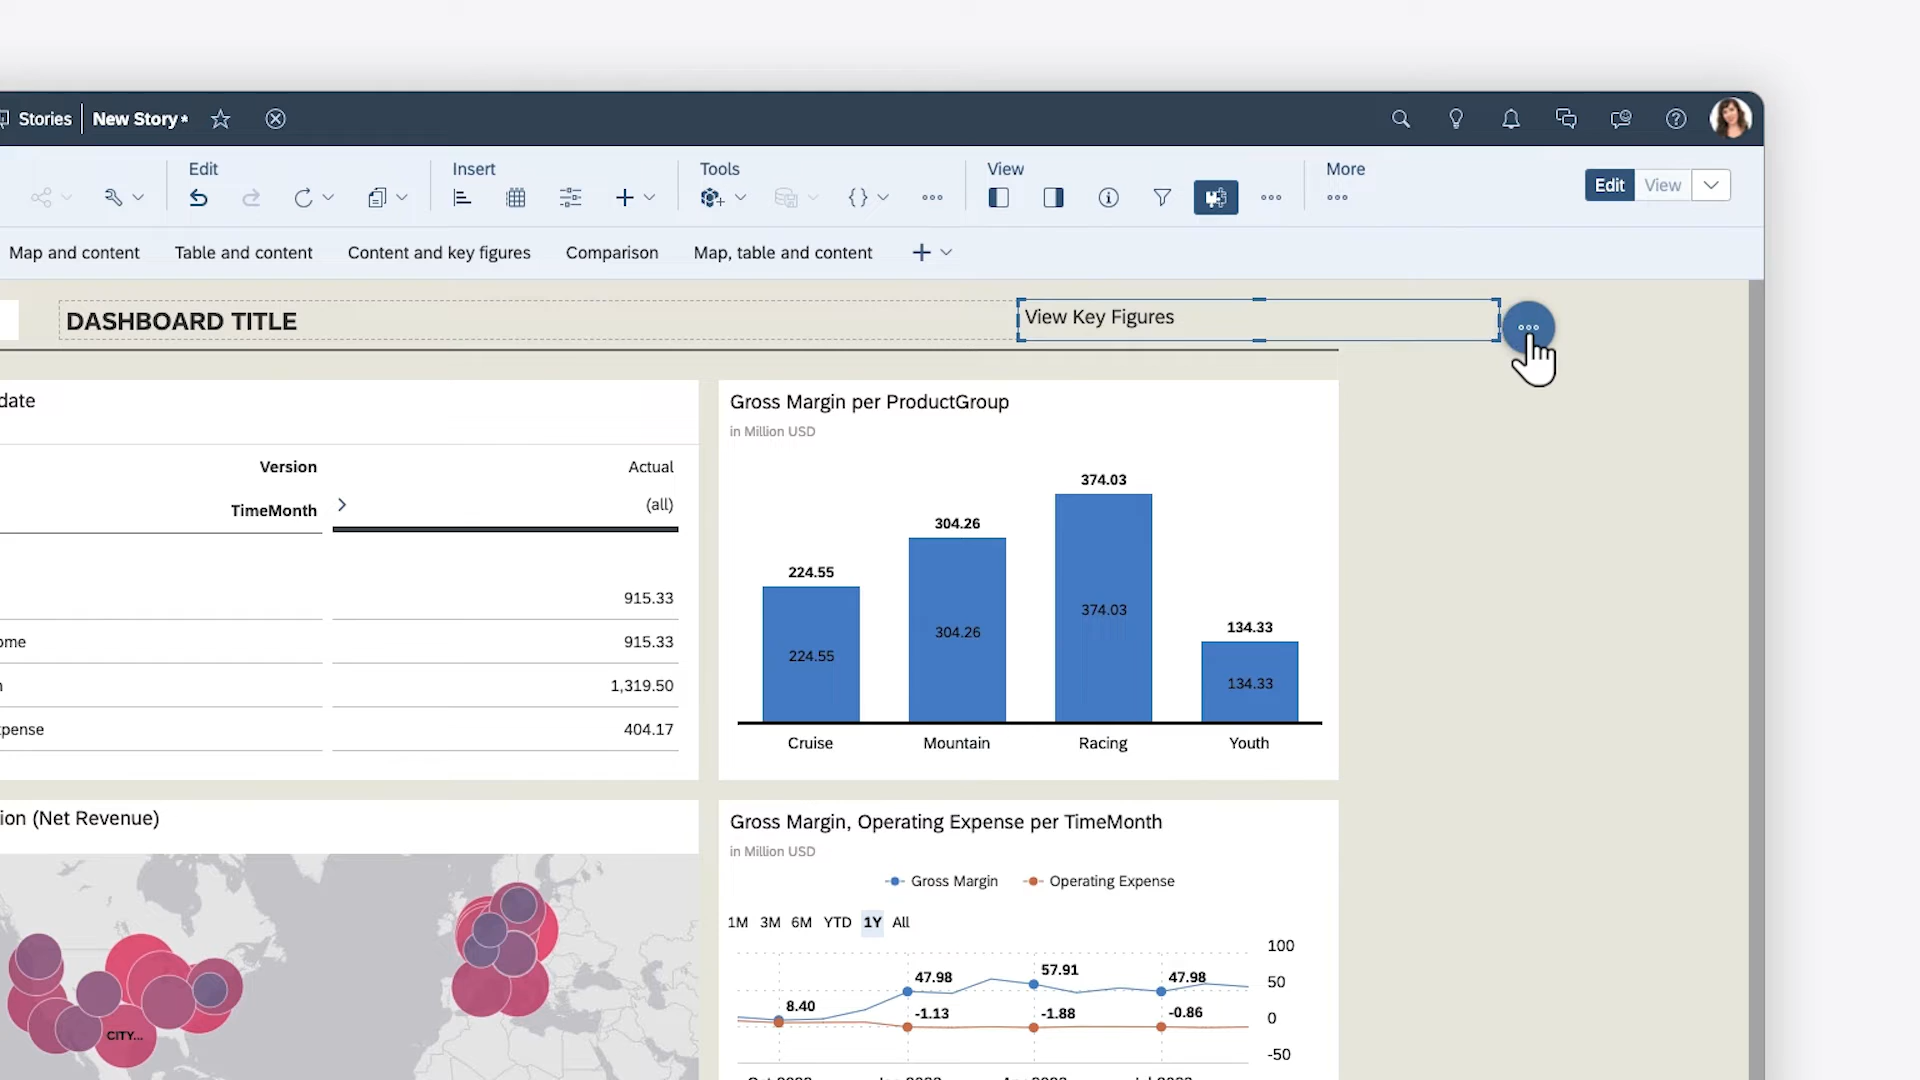 Stories New Story*
Edit Insert Tools View More
Edit View
Map and content Table and content Content and key figures Comparison Map, table and content
DASHBOARD TITLE
View Key Figures
date
Version Actual
TimeMonth (all)
915.33
ome 915.33
1,319.50
pense 404.17
Gross Margin per ProductGroup
in Million USD
374.03
304.26
224.55
134.33
374.03
304.26
224.55
134.33
Cruise Mountain Racing Youth
ion (Net Revenue)
CITY...
Gross Margin, Operating Expense per TimeMonth
in Million USD
Gross Margin Operating Expense
1M 3M 6M YTD 1Y All
100
50
0
-50
8.40 47.98 57.91 47.98
-1.13 -1.88 -0.86